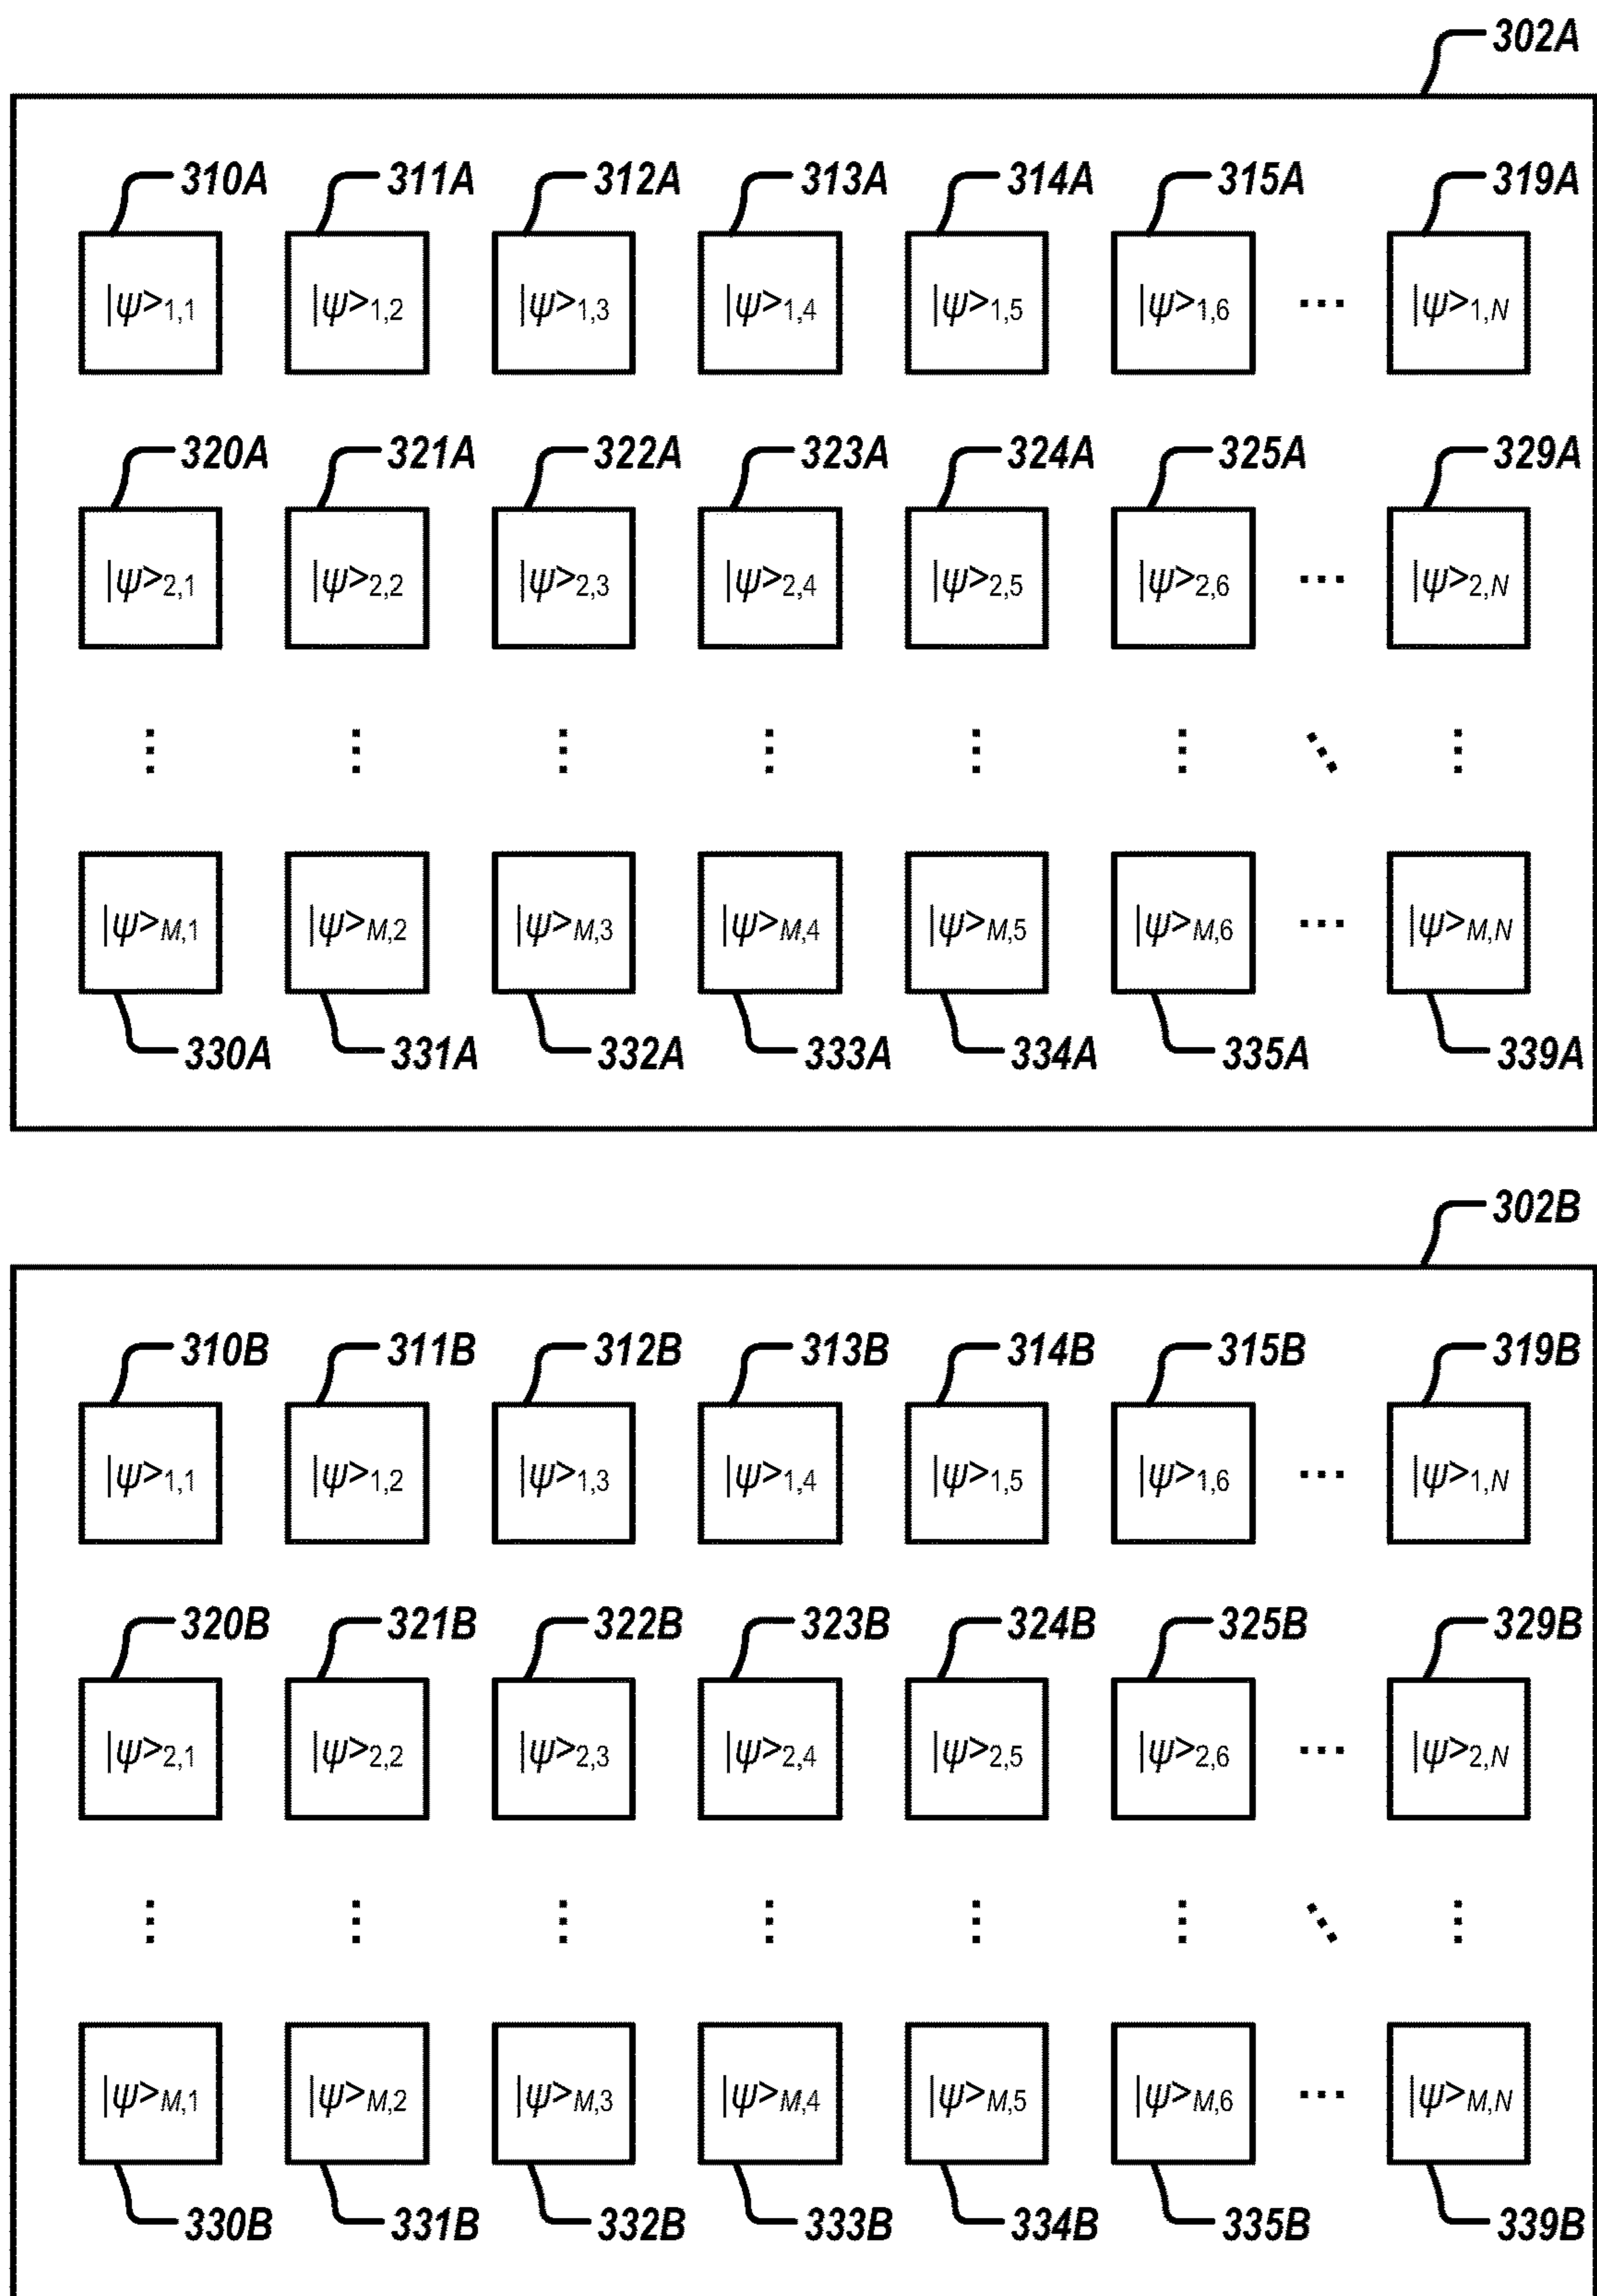 302A
310A 311A 312A 313A 314A 315A 319A
|ψ>1,1 |ψ>1,2 |ψ>1,3 |ψ>1,4 |ψ>1,5 |ψ>1,6 ... |ψ>1,N
320A 321A 322A 323A 324A 325A 329A
|ψ>2,1 |ψ>2,2 |ψ>2,3 |ψ>2,4 |ψ>2,5 |ψ>2,6 ... |ψ>2,N
|ψ>M,1 |ψ>M,2 |ψ>M,3 |ψ>M,4 |ψ>M,5 |ψ>M,6 ... |ψ>M,N
330A 331A 332A 333A 334A 335A 339A
302B
310B 311B 312B 313B 314B 315B 319B
|ψ>1,1 |ψ>1,2 |ψ>1,3 |ψ>1,4 |ψ>1,5 |ψ>1,6 ... |ψ>1,N
320B 321B 322B 323B 324B 325B 329B
|ψ>2,1 |ψ>2,2 |ψ>2,3 |ψ>2,4 |ψ>2,5 |ψ>2,6 ... |ψ>2,N
|ψ>M,1 |ψ>M,2 |ψ>M,3 |ψ>M,4 |ψ>M,5 |ψ>M,6 ... |ψ>M,N
330B 331B 332B 333B 334B 335B 339B